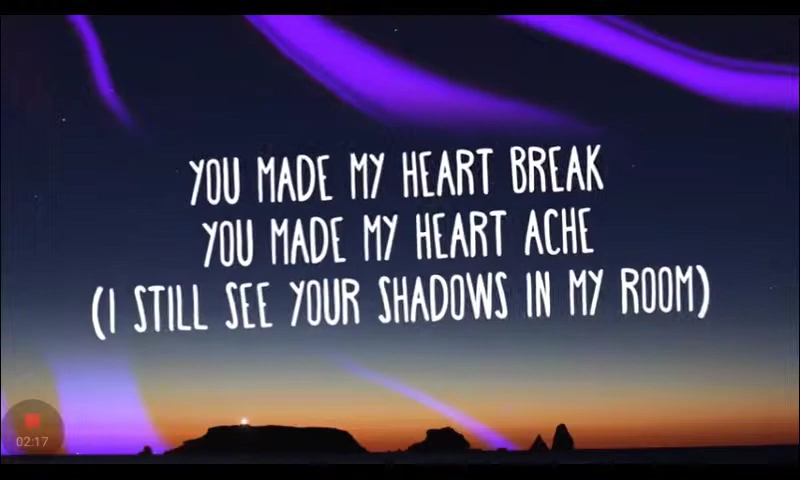 YOU MADE MY HEART BREAK
YOU MADE MY HEART ACHE
(I STILL SEE YOUR SHADOWS IN MY ROOM)
02:17